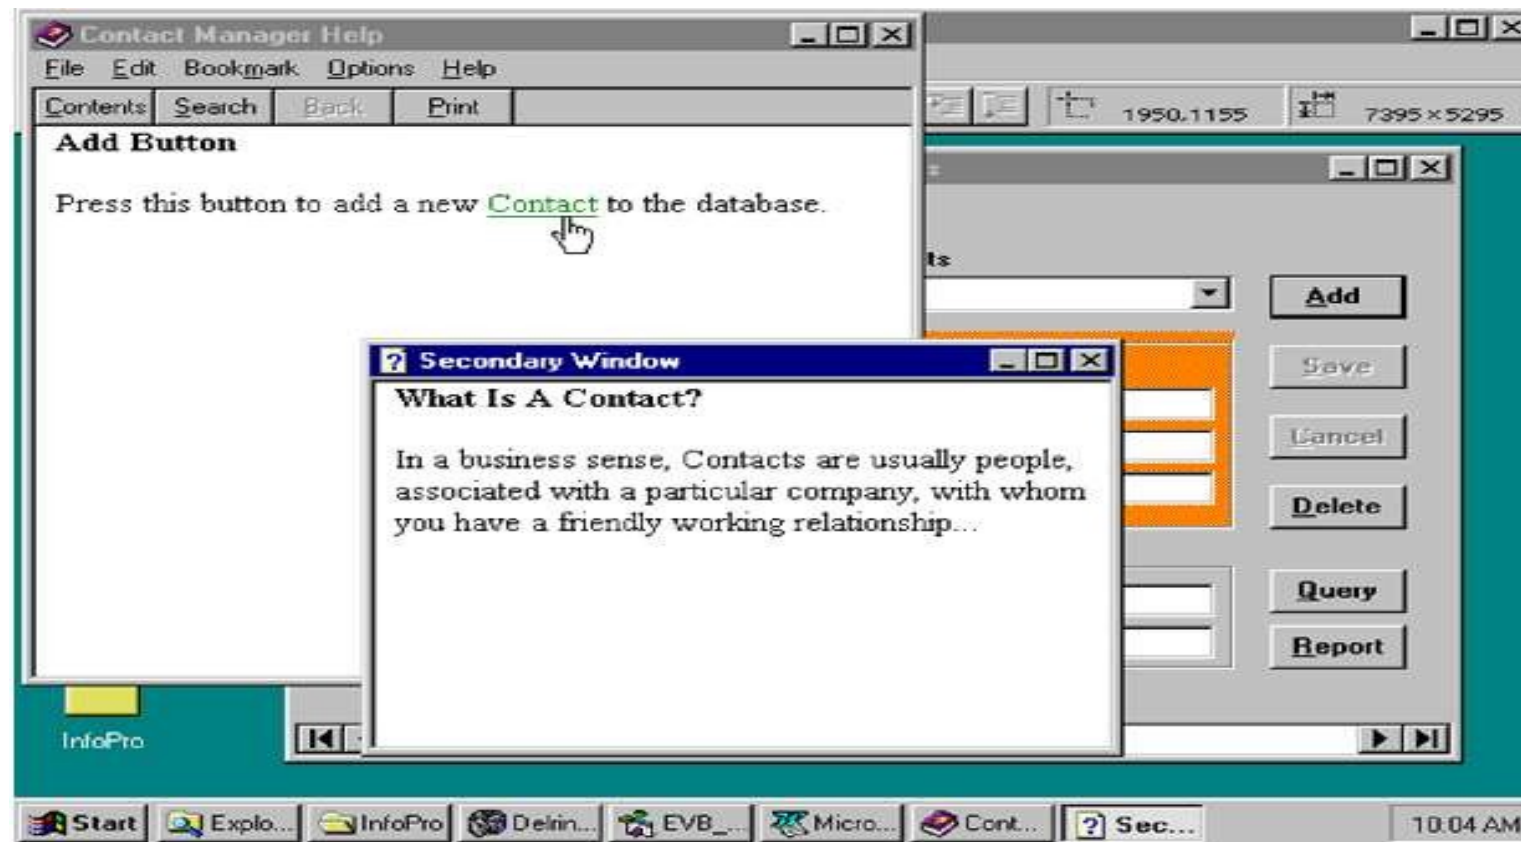 Contact Manager Help
File Edit Bookmark Options Help
Contents Search Back Print
Add Button
Press this button to add a new Contact to the database.
1950,1155 7395×5295
ts
Add
Save
Cancel
Delete
Query
Report
Secondary Window
What Is A Contact?
In a business sense, Contacts are usually people,
associated with a particular company, with whom
you have a friendly working relationship...
InfoPro
Start Explo... InfoPro Delrin... EVB_... Micro... Cont... Sec... 10:04 AM